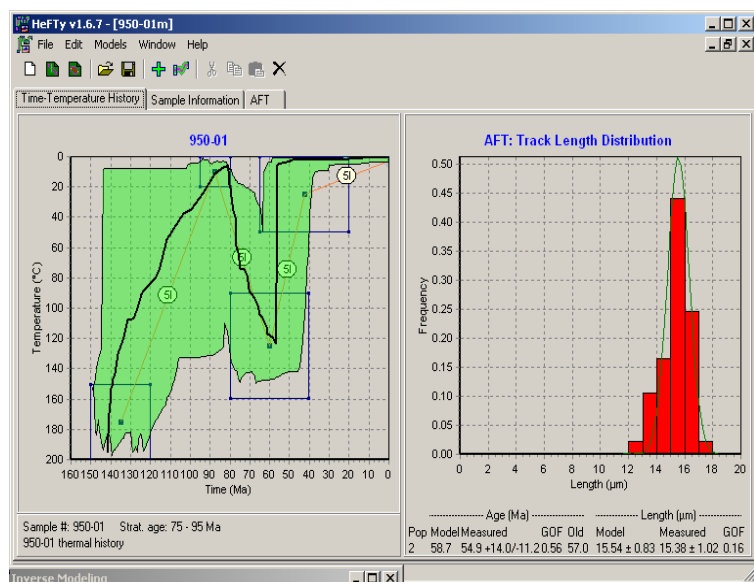 HeFTy v1.6.7 - [950-01m]
File Edit Models Window Help
Time-Temperature History Sample Information AFT
950-01
Temperature (°C)
0
20
40
60
80
100
120
140
160
180
200
5l
5l
5l
5l
160 150 140 130 120 110 100 90 80 70 60 50 40 30 20 10 0
Time (Ma)
Sample #: 950-01 Strat. age: 75 - 95 Ma
950-01 thermal history
AFT: Track Length Distribution
Frequency
0.50
0.45
0.40
0.35
0.30
0.25
0.20
0.15
0.10
0.05
0.00
0 2 4 6 8 10 12 14 16 18 20
Length (µm)
---------- Age (Ma) ---------- ---------- Length (µm) ----------
Pop Model Measured GOF Old Model Measured GOF
2 58.7 54.9 +14.0/-11.2 0.56 57.0 15.54 ± 0.83 15.38 ± 1.02 0.16
Inverse Modeling